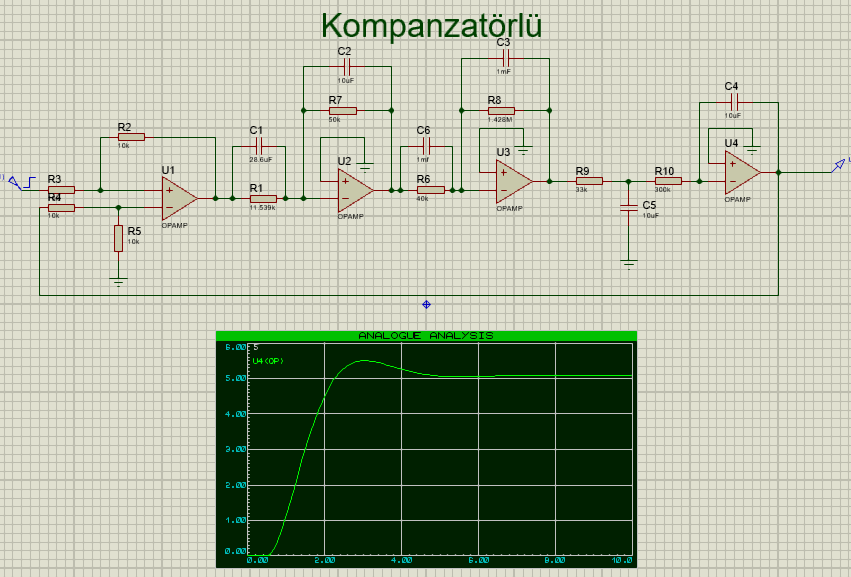 Kompanzatörlü
C2
10uF
R7
50k
C3
1mF
R8
1.428M
C4
10uF
R2
10k
C1
28.6uF
C6
1mf
U1
U2
U3
U4
R3
R4
10k
R1
11.539k
R6
40k
R9
33k
R10
300k
R5
10k
C5
10uF
OPAMP
OPAMP
OPAMP
OPAMP
ANALOGUE ANALYSIS
6.00
5
U4(OP)
5.00
4.00
3.00
2.00
1.00
0.00
0.00
2.00
4.00
6.00
8.00
10.0